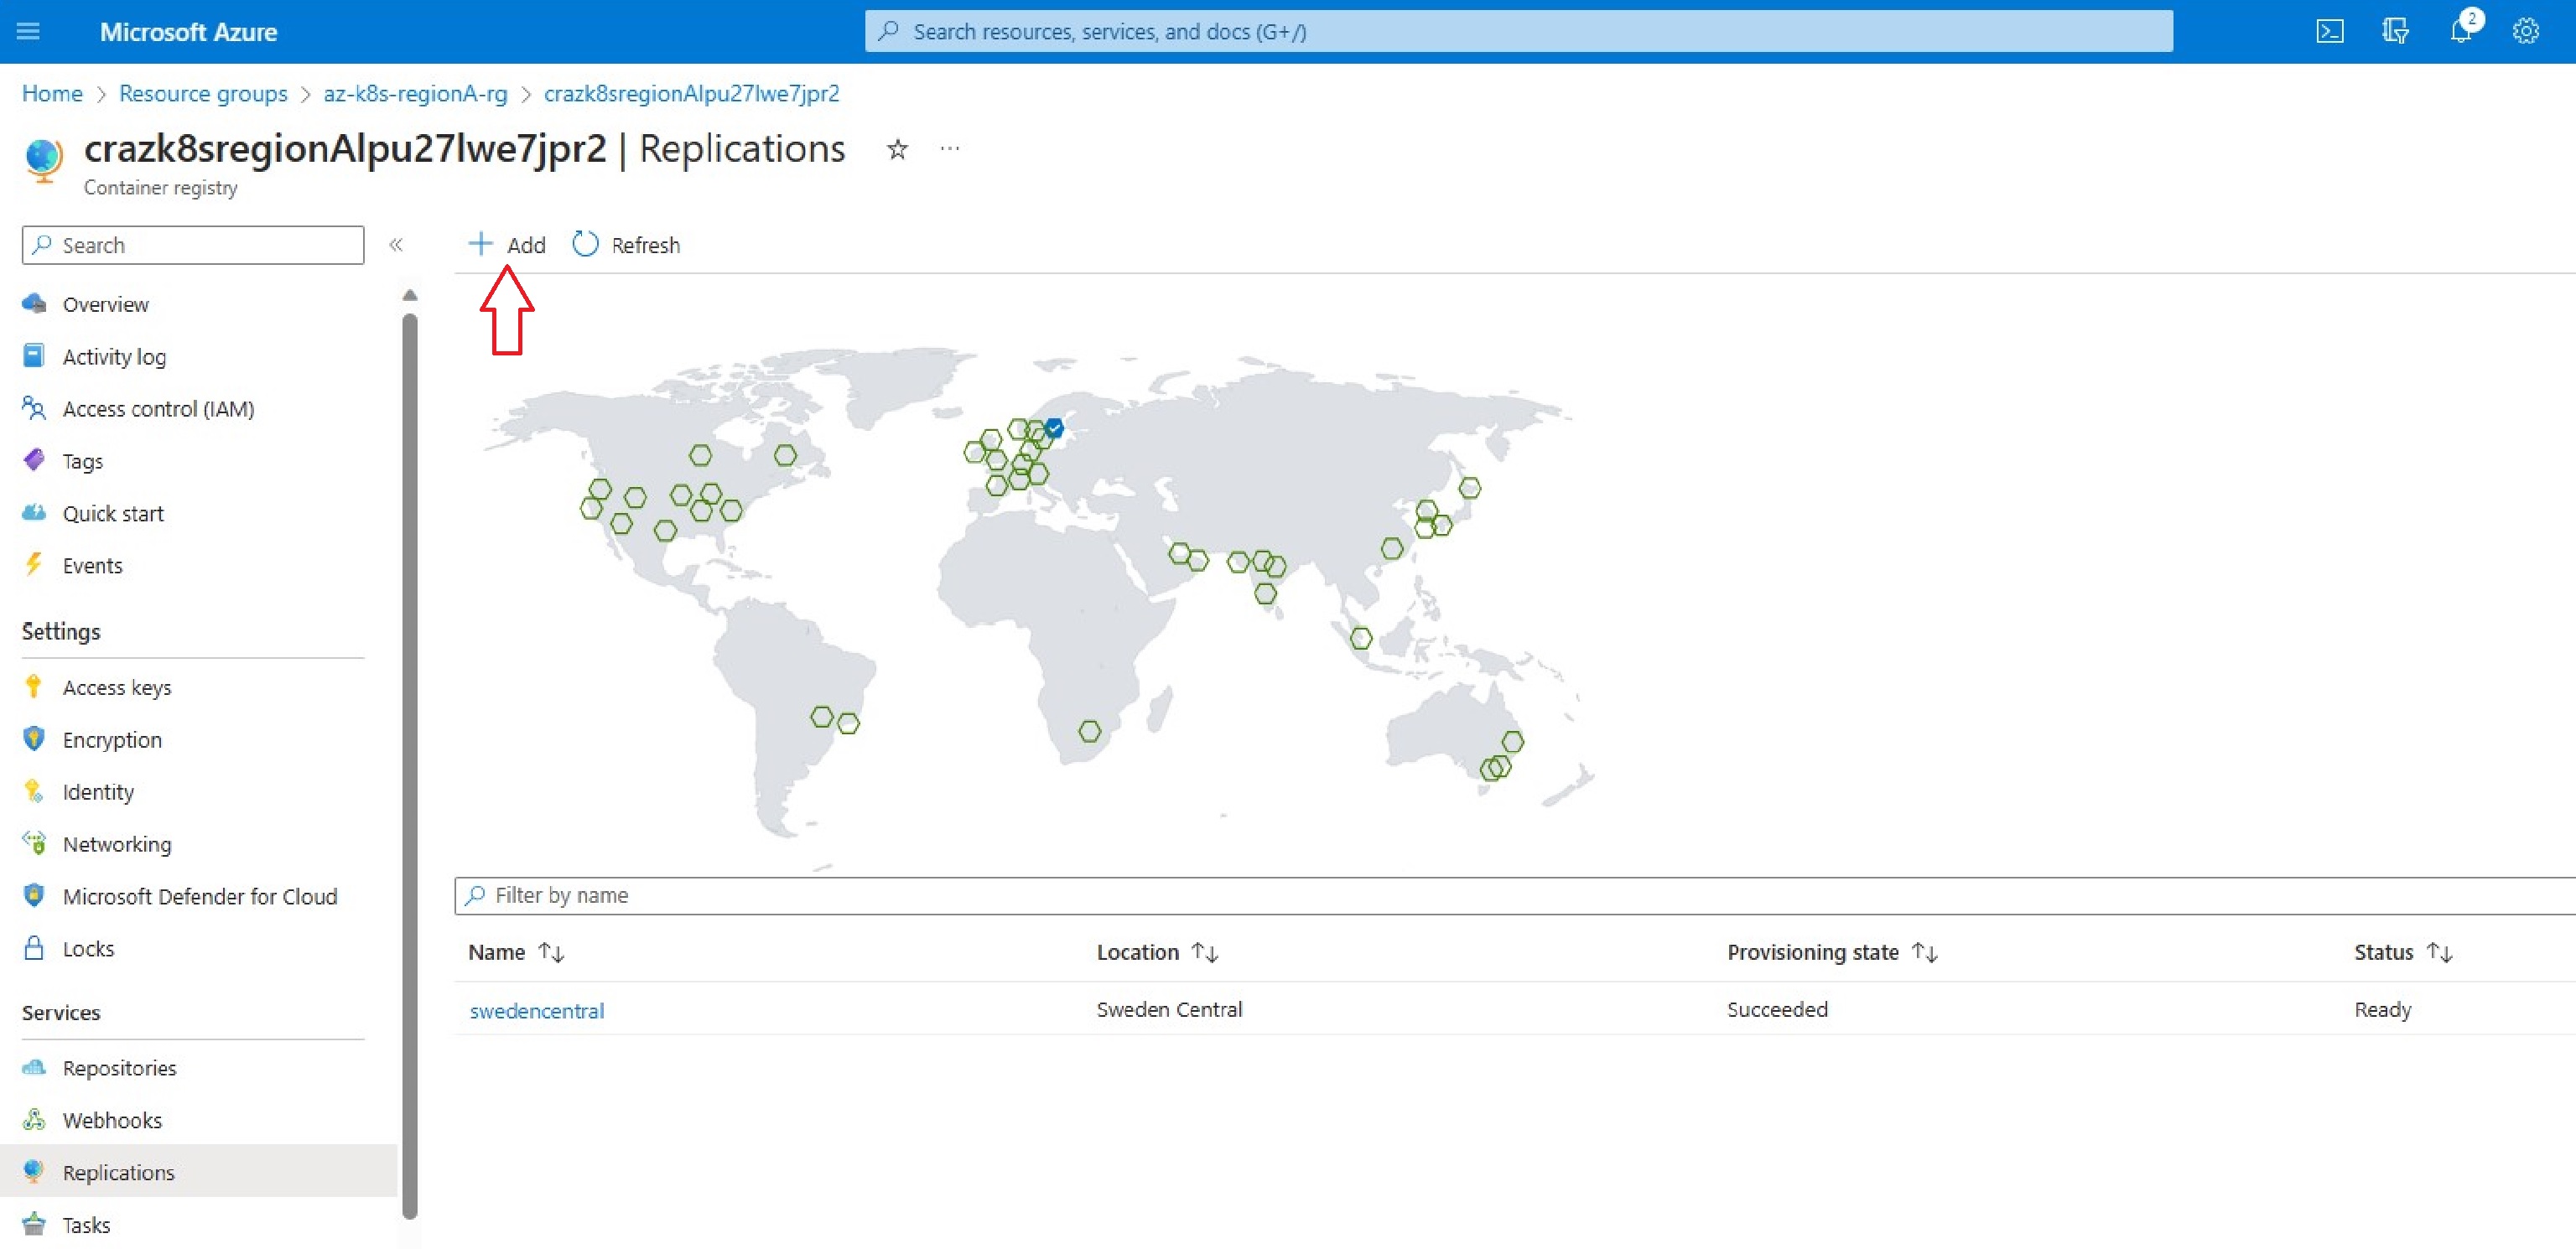 Microsoft Azure
Search resources, services, and docs (G+/)
2
Home > Resource groups > az-k8s-regionA-rg > crazk8sregionAlpu27lwe7jpr2
crazk8sregionAlpu27lwe7jpr2 | Replications
Container registry
Search
Add
Refresh
Overview
Activity log
Access control (IAM)
Tags
Quick start
Events
Settings
Access keys
Encryption
Identity
Networking
Microsoft Defender for Cloud
Locks
Services
Repositories
Webhooks
Replications
Tasks
Filter by name
Name Location Provisioning state Status
swedencentral Sweden Central Succeeded Ready